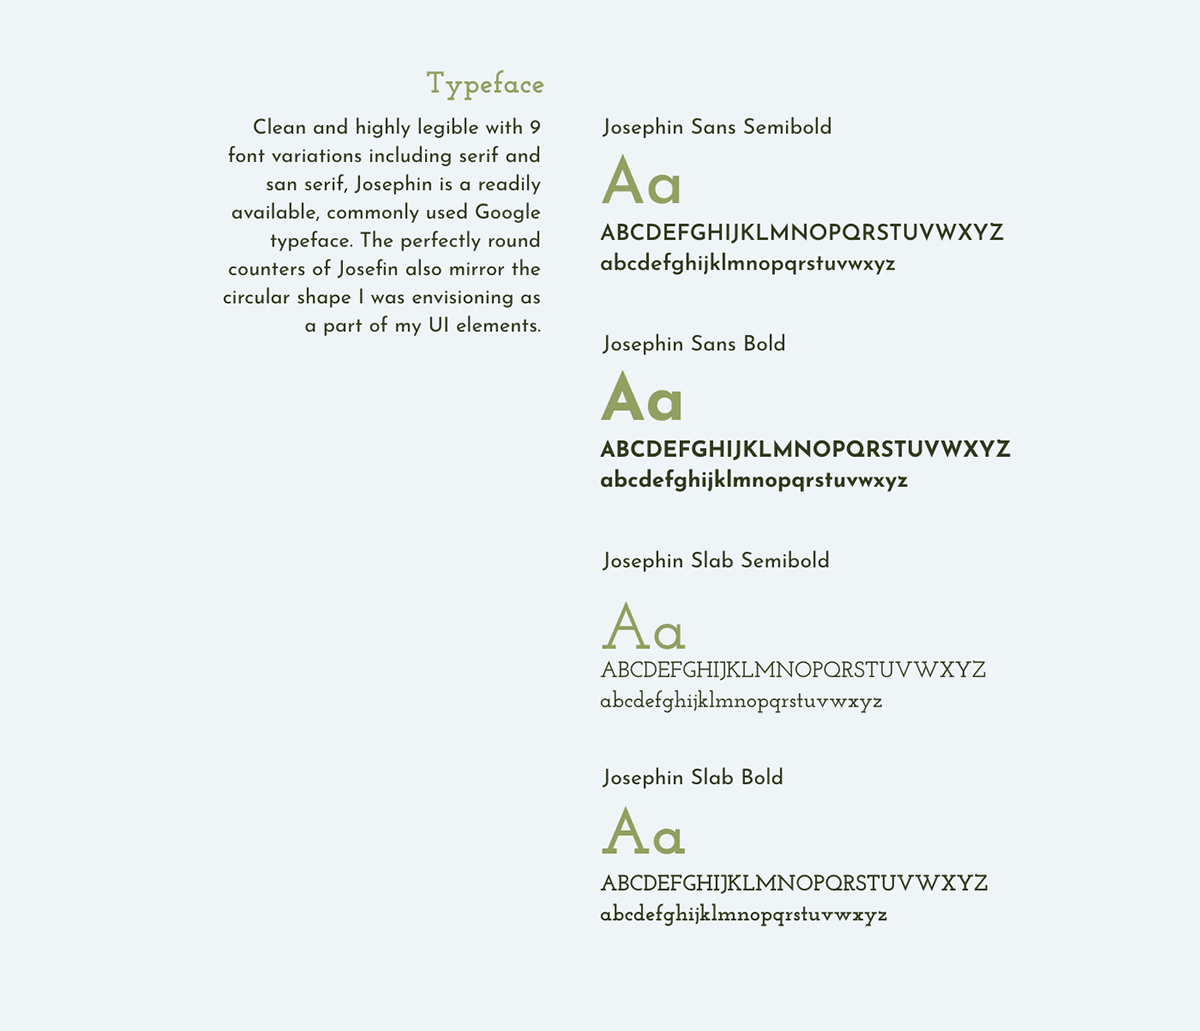 Typeface
Clean and highly legible with 9
font variations including serif and
san serif, Josephin is a readily
available, commonly used Google
typeface. The perfectly round
counters of Josefin also mirror the
circular shape I was envisioning as
a part of my UI elements.
Josephin Sans Semibold
Aa
ABCDEFGHIJKLMNOPQRSTUVWXYZ
abcdefghijklmnopqrstuvwxyz
Josephin Sans Bold
Aa
ABCDEFGHIJKLMNOPQRSTUVWXYZ
abcdefghijklmnopqrstuvwxyz
Josephin Slab Semibold
Aa
ABCDEFGHIJKLMNOPQRSTUVWXYZ
abcdefghijklmnopqrstuvwxyz
Josephin Slab Bold
Aa
ABCDEFGHIJKLMNOPQRSTUVWXYZ
abcdefghijklmnopqrstuvwxyz